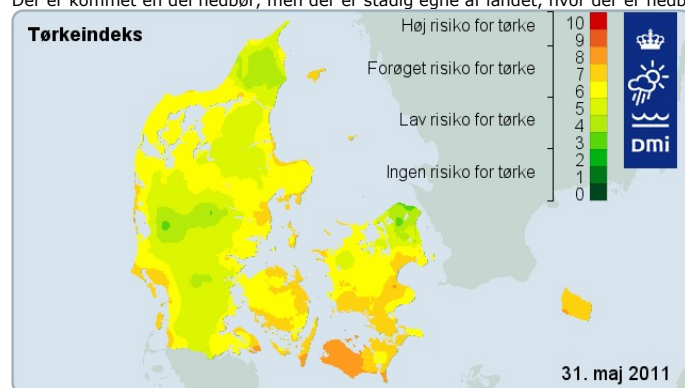 Der er kommet en del nedbør, men der er stadig egne af landet, hvor der er nedb
Tørkeindeks
Høj risiko for tørke
Forøget risiko for tørke
Lav risiko for tørke
Ingen risiko for tørke
10
9
8
7
6
5
4
3
2
1
0
DMi
31. maj 2011